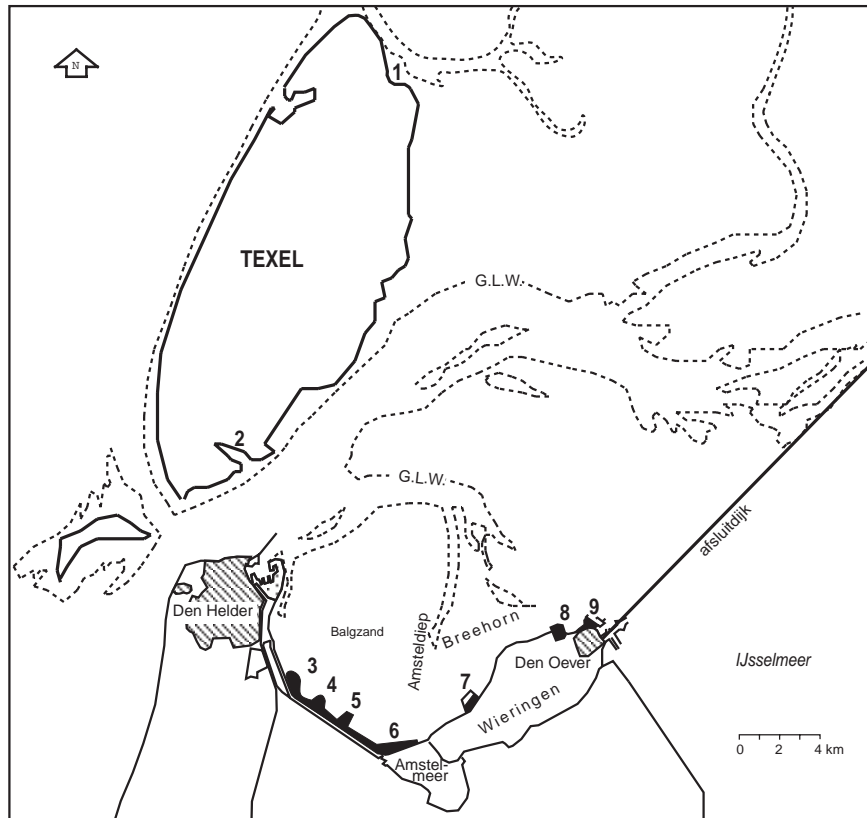 N
1
TEXEL
G.L.W.
2
G.L.W.
afsluitdijk
Den Helder
Balgzand
Amsteldiep
Breehorn
8
9
Den Oever
IJsselmeer
3
4
5
6
7
Wieringen
Amstel-
meer
0 2 4 km